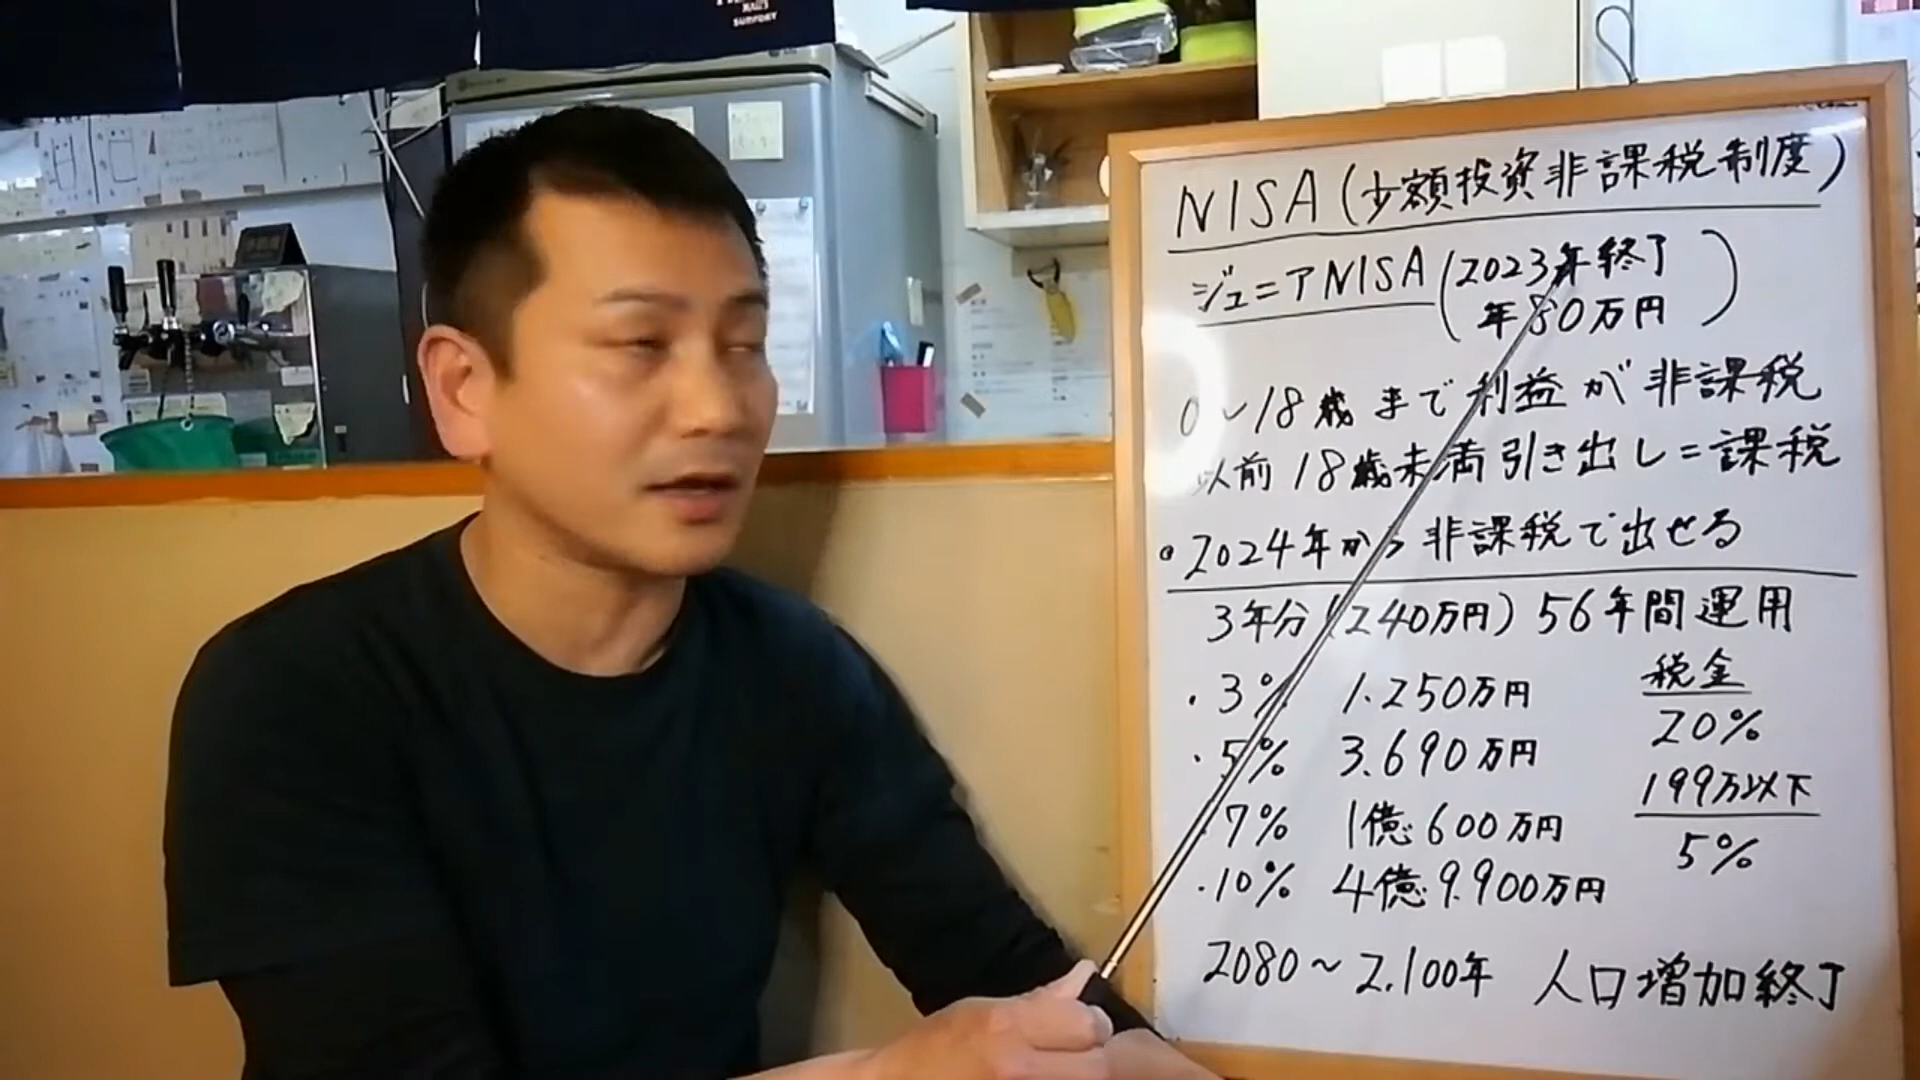 MALT'S
SUNTORY
NISA(少額投資非課税制度)
ジュニアNISA(2023年終了
年80万円)
0~18歳まで利益が非課税
以前18歳未満引き出し=課税
。2024年から非課税で出せる
3年分(240万円)56年間運用
・3% 1.250万円
・5% 3.690万円
・7% 1億600万円
・10% 4億9.900万円
税金
20%
199万以下
5%
2080~2.100年 人口増加終了